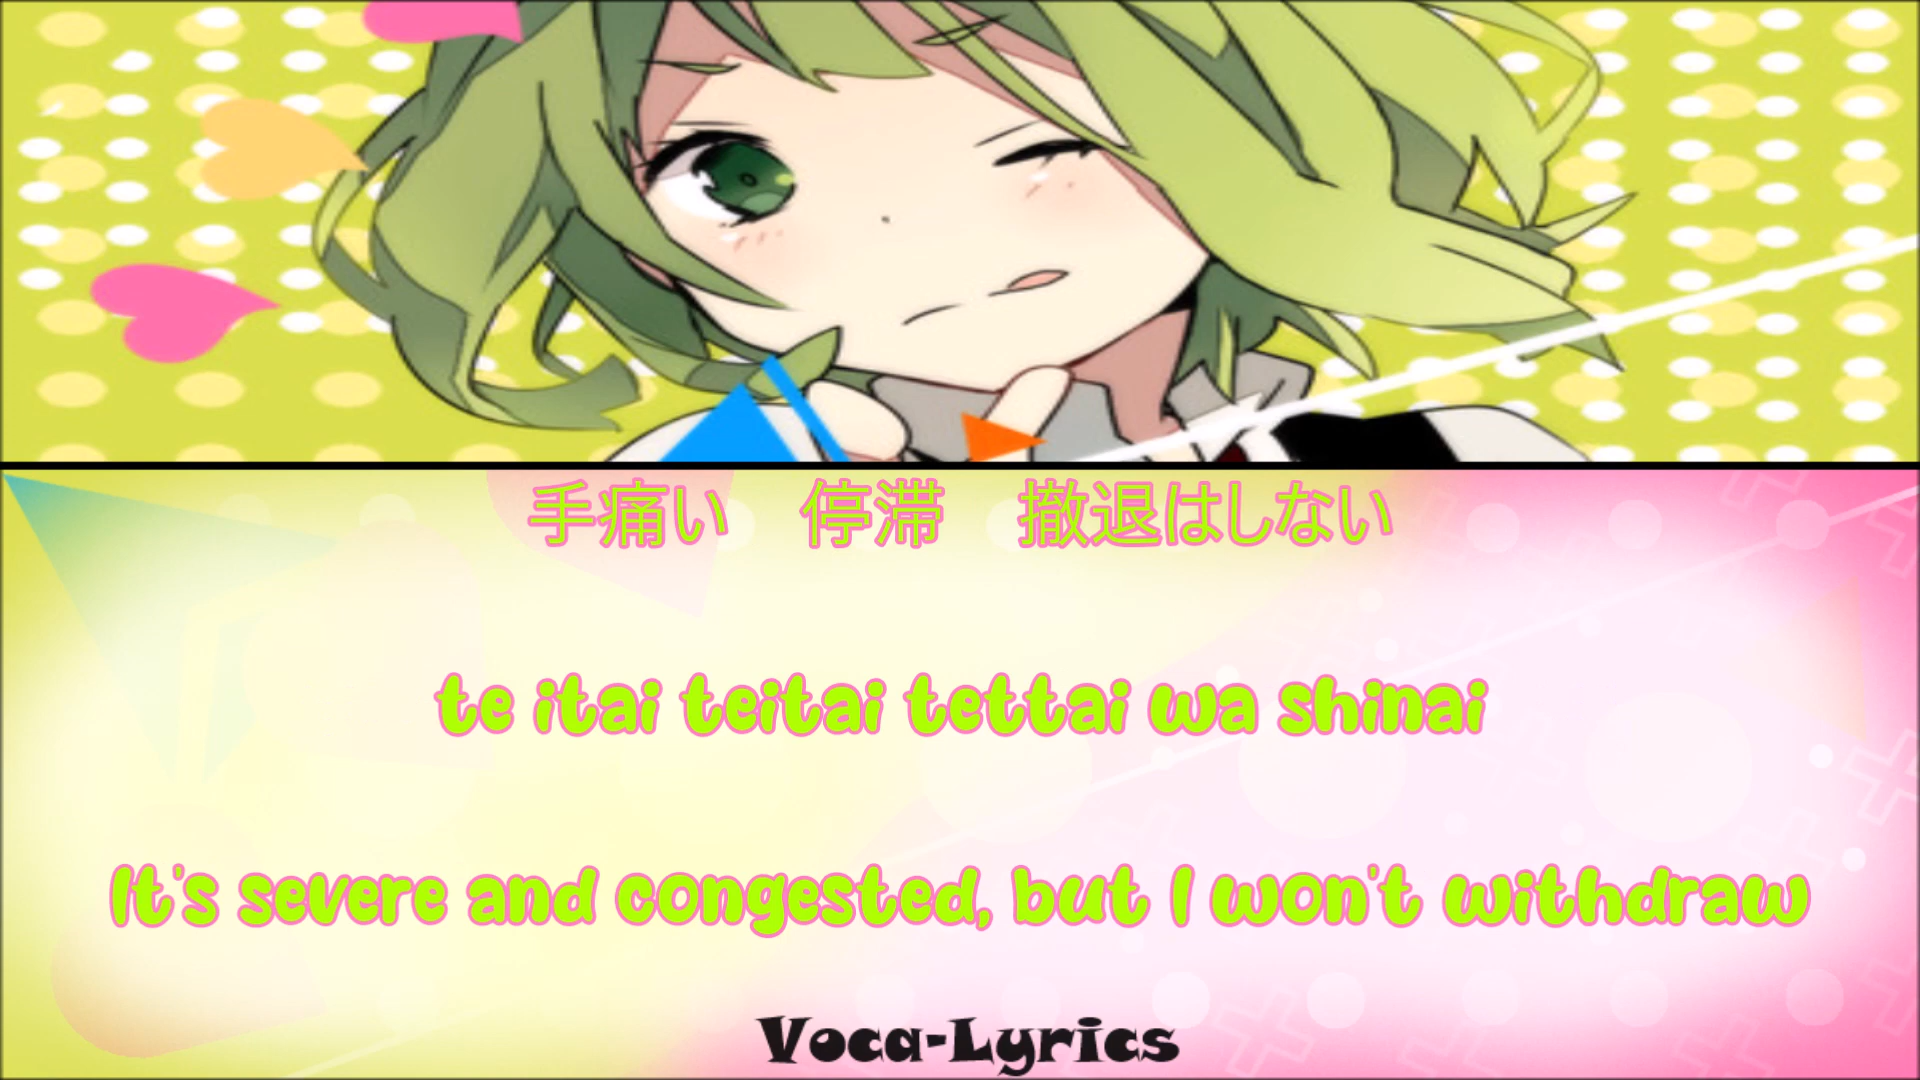 手痛い　停滞　撤退はしない
te itai teitai tettai wa shinai
It's severe and congested, but I won't withdraw
Voca-Lyrics